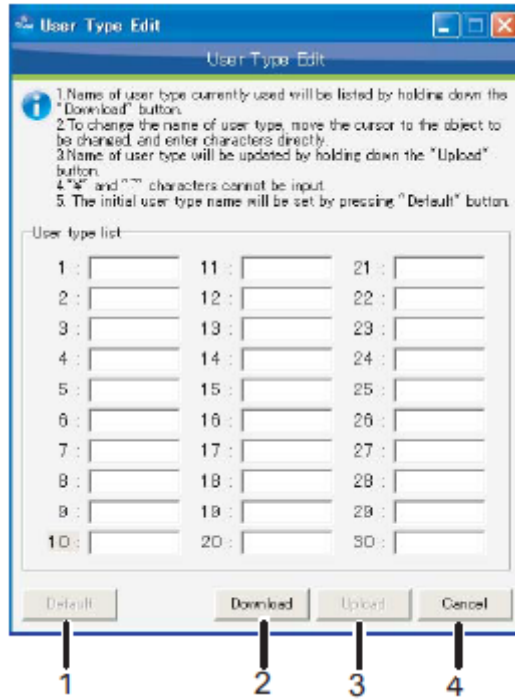 User Type Edit
User Type Edit
1.Name of user type currently used will be listed by holding down the
"Download" button.
2.To change the name of user type, move the cursor to the object to
be changed, and enter characters directly.
3.Name of user type will be updated by holding down the "Upload"
button.
4."¥" and "~" characters cannot be input.
5. The initial user type name will be set by pressing "Default" button.
User type list
1 : 11 : 21 :
2 : 12 : 22 :
3 : 13 : 23 :
4 : 14 : 24 :
5 : 15 : 25 :
6 : 16 : 26 :
7 : 17 : 27 :
8 : 18 : 28 :
9 : 19 : 29 :
10 : 20 : 30 :
Default Download Upload Cancel
1 2 3 4